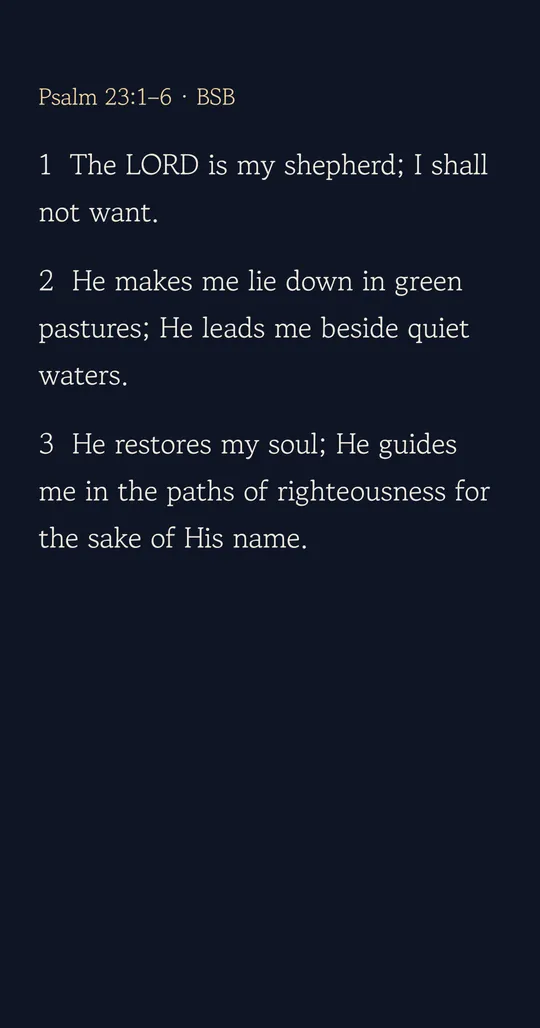 Psalm 23:1–6 · BSB
1 The LORD is my shepherd; I shall
not want.
2 He makes me lie down in green
pastures; He leads me beside quiet
waters.
3 He restores my soul; He guides
me in the paths of righteousness for
the sake of His name.